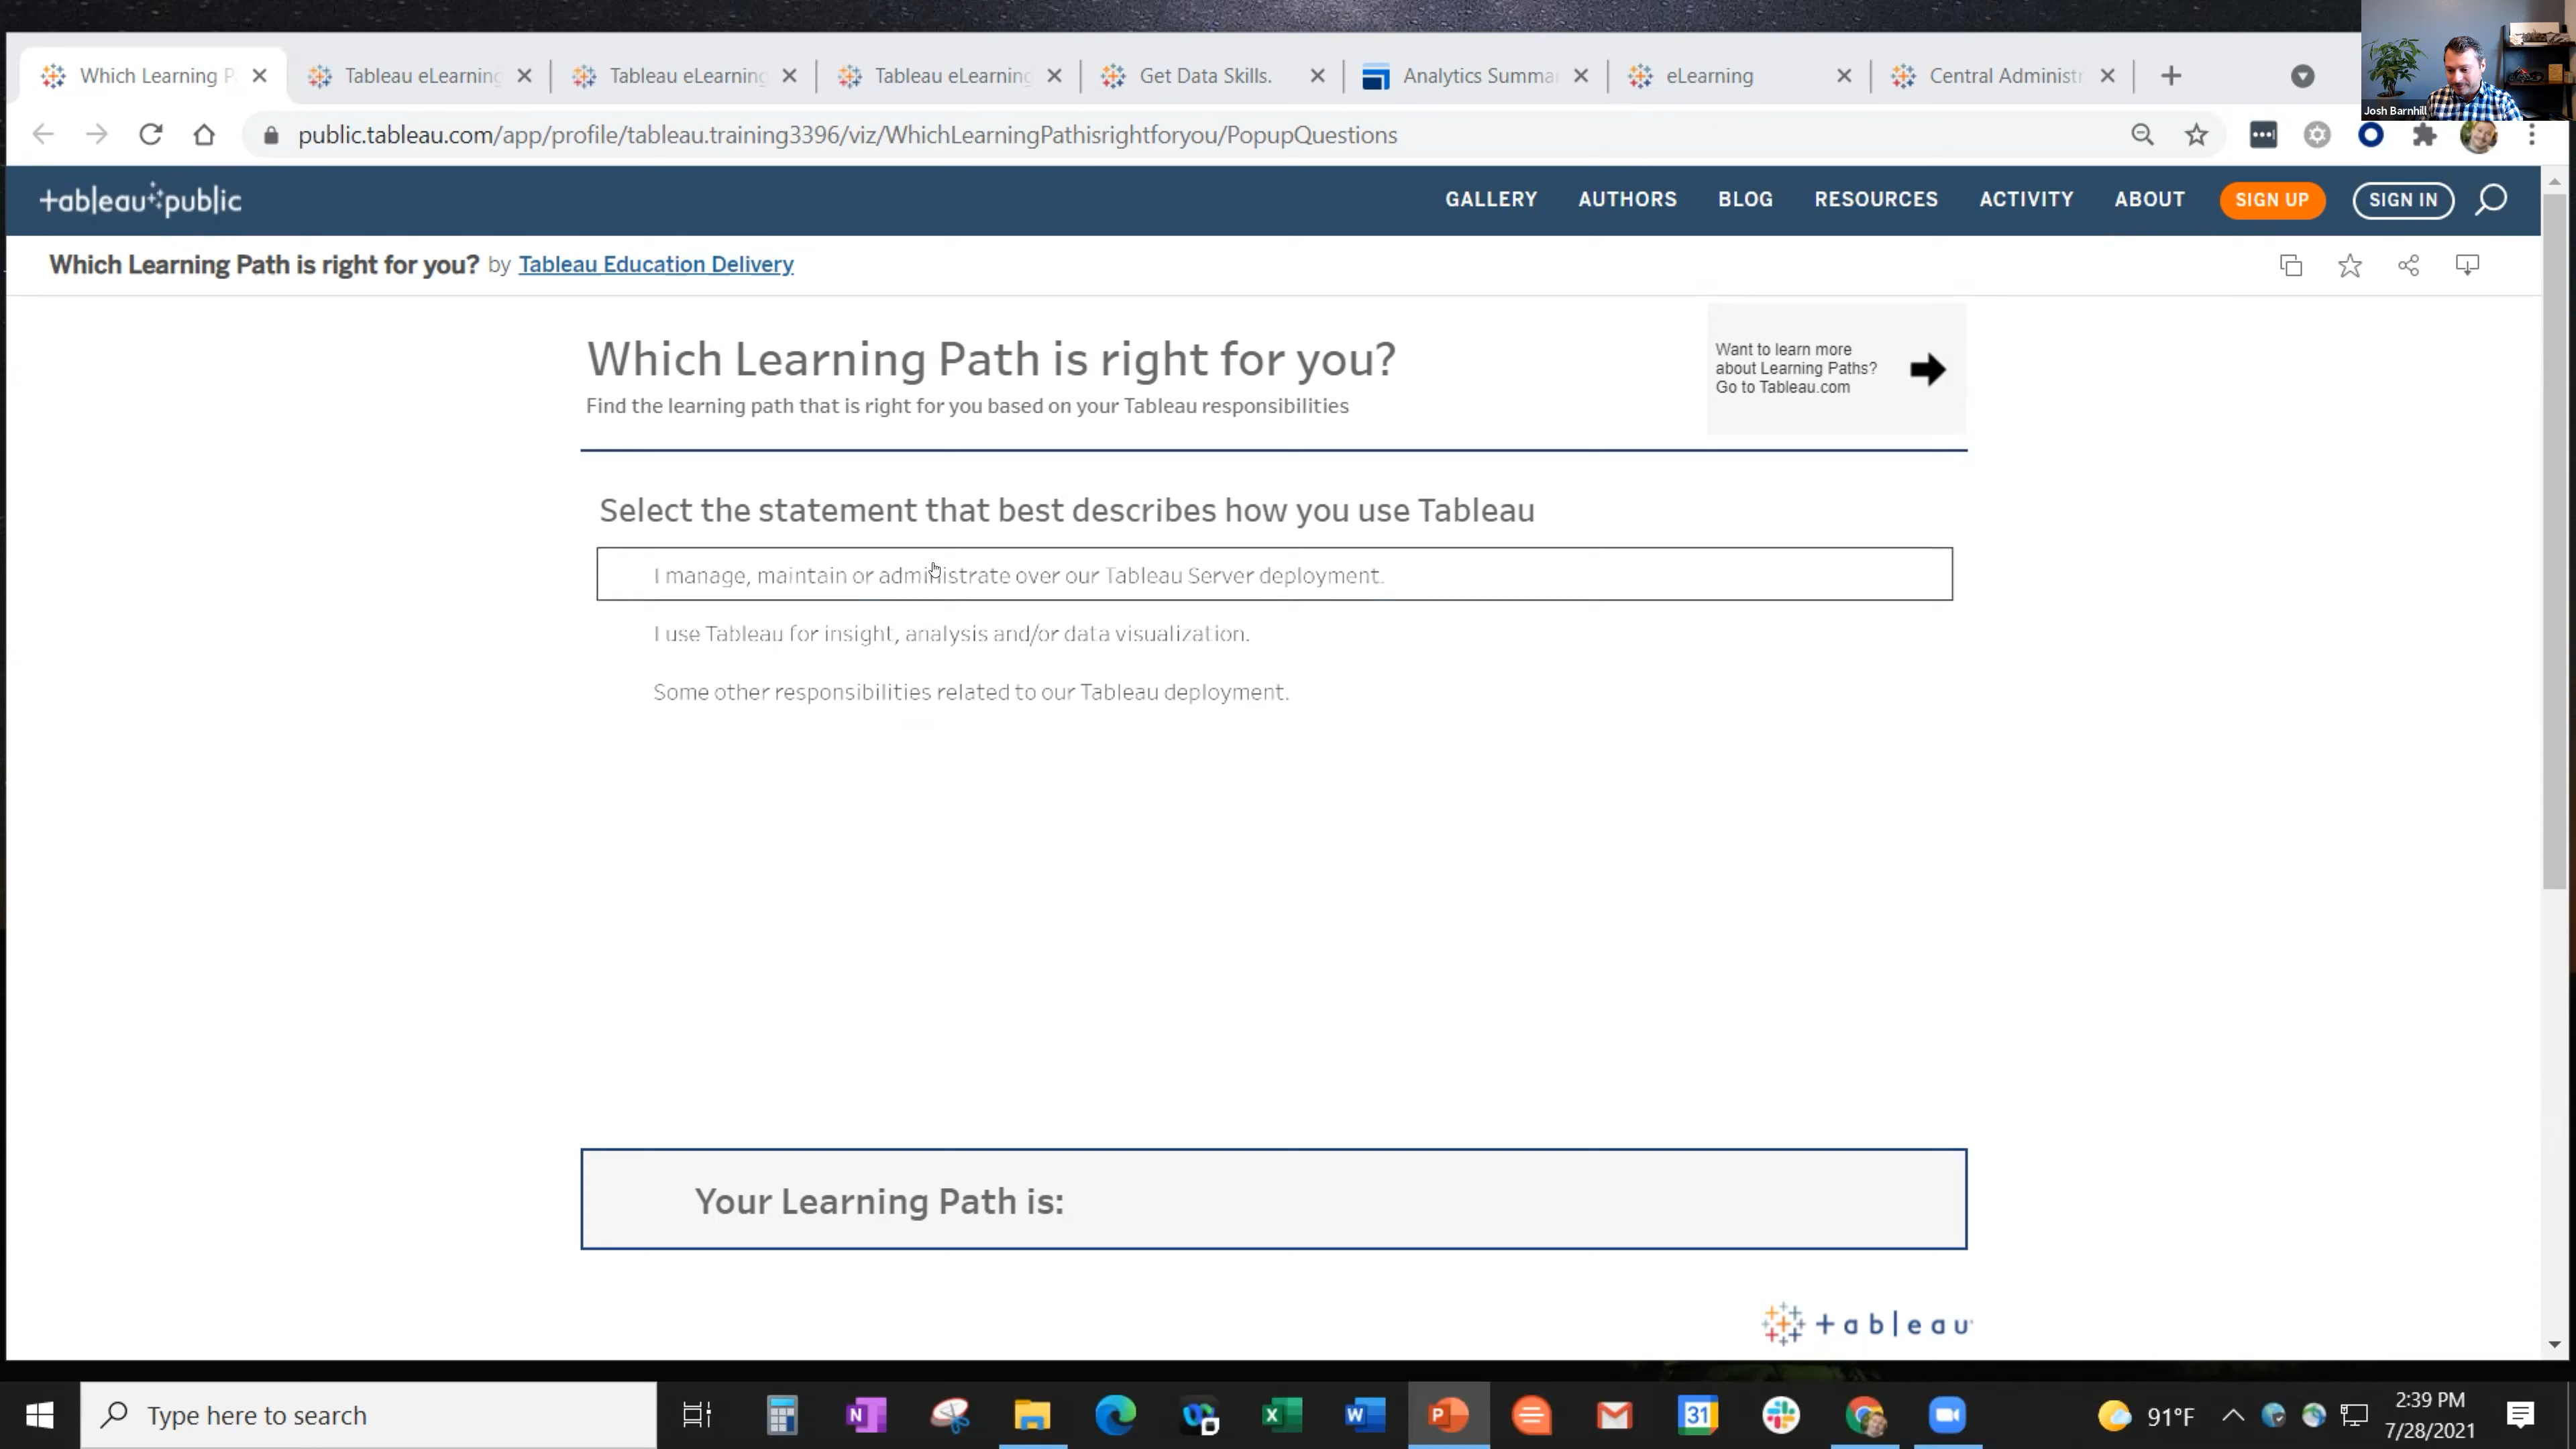 Which Learning P
Tableau eLearning
Tableau eLearning
Tableau eLearning
Get Data Skills.
Analytics Summa
eLearning
Central Administr
Josh Barnhill
public.tableau.com/app/profile/tableau.training3396/viz/WhichLearningPathisrightforyou/PopupQuestions
tableau public
GALLERY
AUTHORS
BLOG
RESOURCES
ACTIVITY
ABOUT
SIGN UP
SIGN IN
Which Learning Path is right for you? by Tableau Education Delivery
Which Learning Path is right for you?
Find the learning path that is right for you based on your Tableau responsibilities
Want to learn more
about Learning Paths?
Go to Tableau.com
Select the statement that best describes how you use Tableau
I manage, maintain or administrate over our Tableau Server deployment.
I use Tableau for insight, analysis and/or data visualization.
Some other responsibilities related to our Tableau deployment.
Your Learning Path is:
tableau
Type here to search
N
X
W
P
31
91°F
2:39 PM
7/28/2021